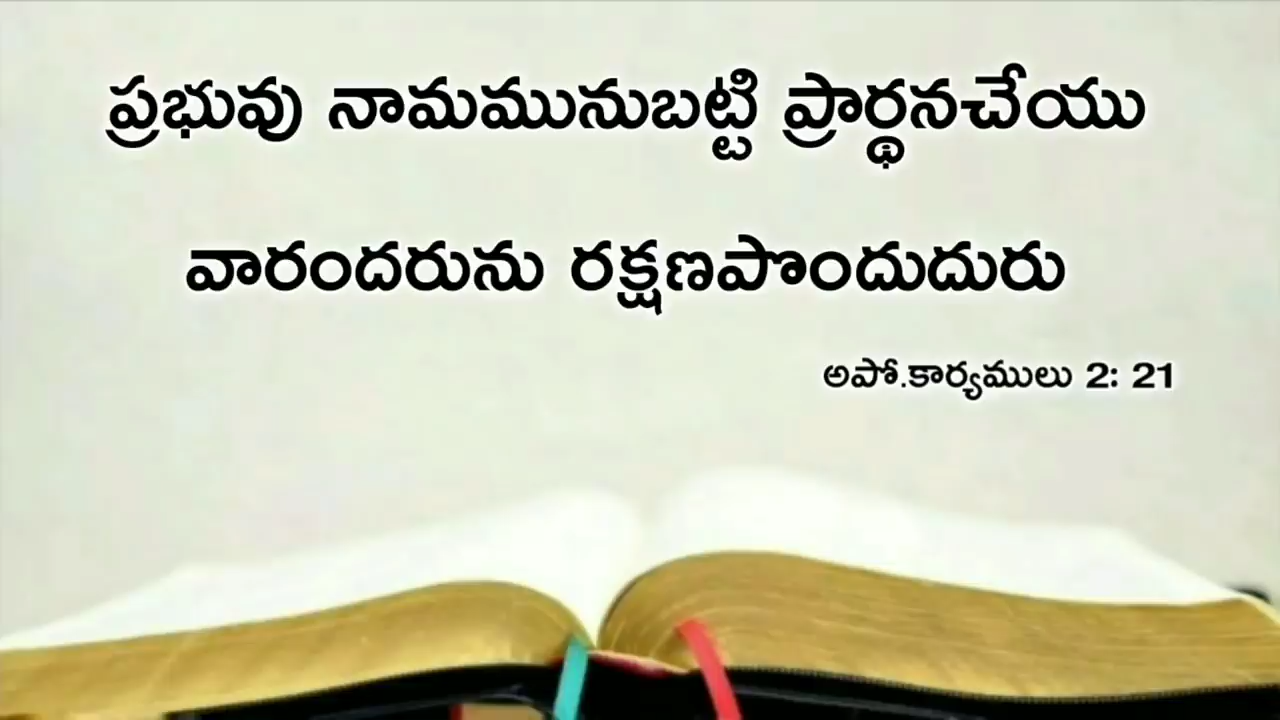 ప్రభువు నామమునుబట్టి ప్రార్థనచేయు
వారందరును రక్షణపొందుదురు
అపో.కార్యములు 2: 21